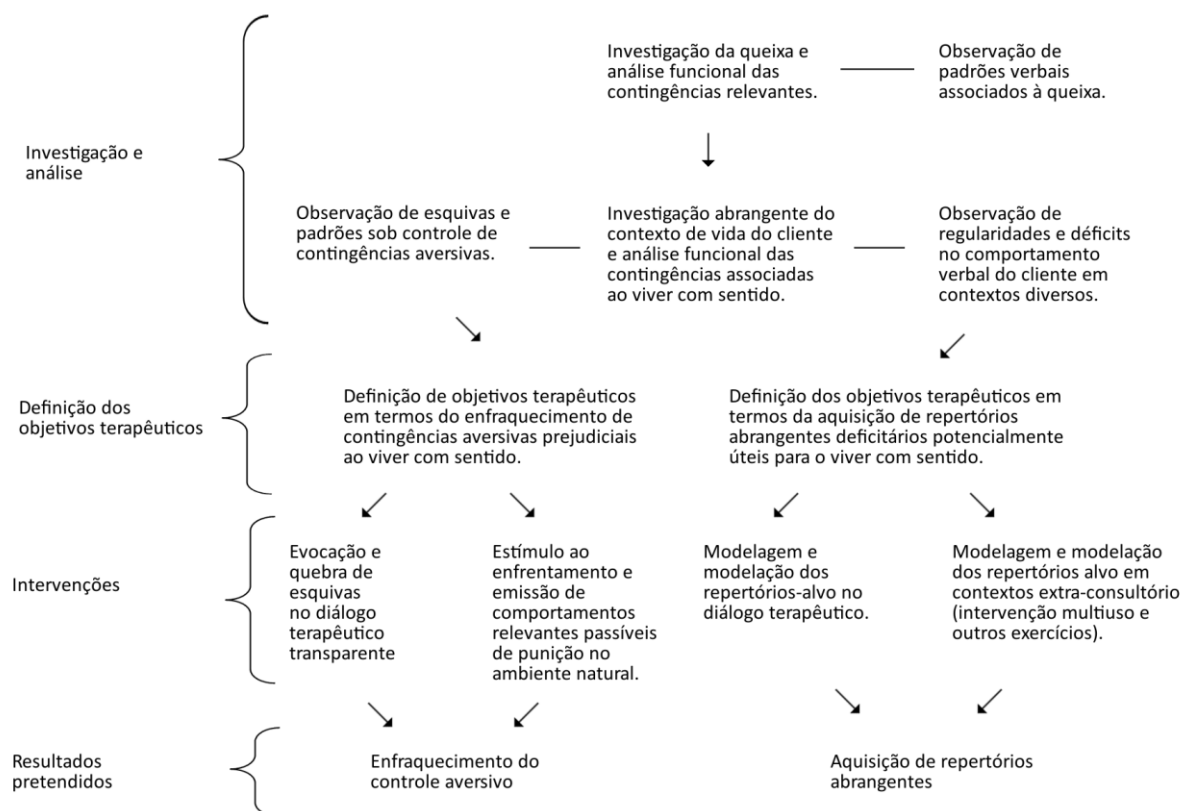 Investigação e
análise
Investigação da queixa e
análise funcional das
contingências relevantes.
Observação de
padrões verbais
associados à queixa.
Observação de esquivas e
padrões sob controle de
contingências aversivas.
Investigação abrangente do
contexto de vida do cliente
e análise funcional das
contingências associadas
ao viver com sentido.
Observação de
regularidades e déficits
no comportamento
verbal do cliente em
contextos diversos.
Definição dos
objetivos terapêuticos
Definição de objetivos terapêuticos
em termos do enfraquecimento de
contingências aversivas prejudiciais
ao viver com sentido.
Definição dos objetivos terapêuticos em
termos da aquisição de repertórios
abrangentes deficitários potencialmente
úteis para o viver com sentido.
Intervenções
Evocação e
quebra de
esquivas
no diálogo
terapêutico
transparente
Estímulo ao
enfrentamento e
emissão de
comportamentos
relevantes passíveis
de punição no
ambiente natural.
Modelagem e
modelação dos
repertórios-alvo no
diálogo terapêutico.
Modelagem e modelação
dos repertórios alvo em
contextos extra-consultório
(intervenção multiuso e
outros exercícios).
Resultados
pretendidos
Enfraquecimento do
controle aversivo
Aquisição de repertórios
abrangentes